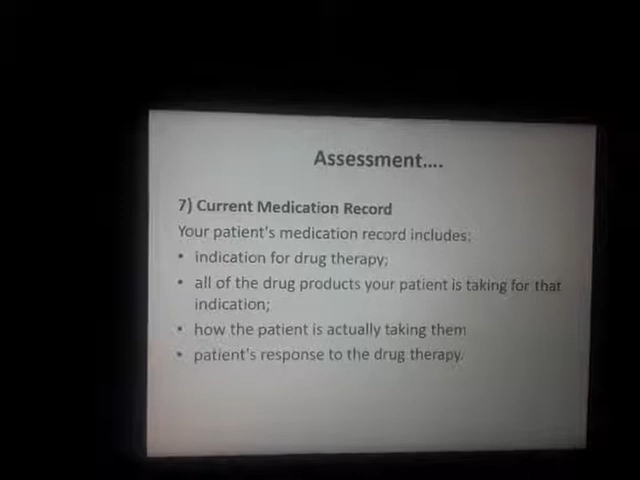 Assessment....
7) Current Medication Record
Your patient's medication record includes:
• indication for drug therapy;
• all of the drug products your patient is taking for that
indication;
• how the patient is actually taking them
• patient's response to the drug therapy.